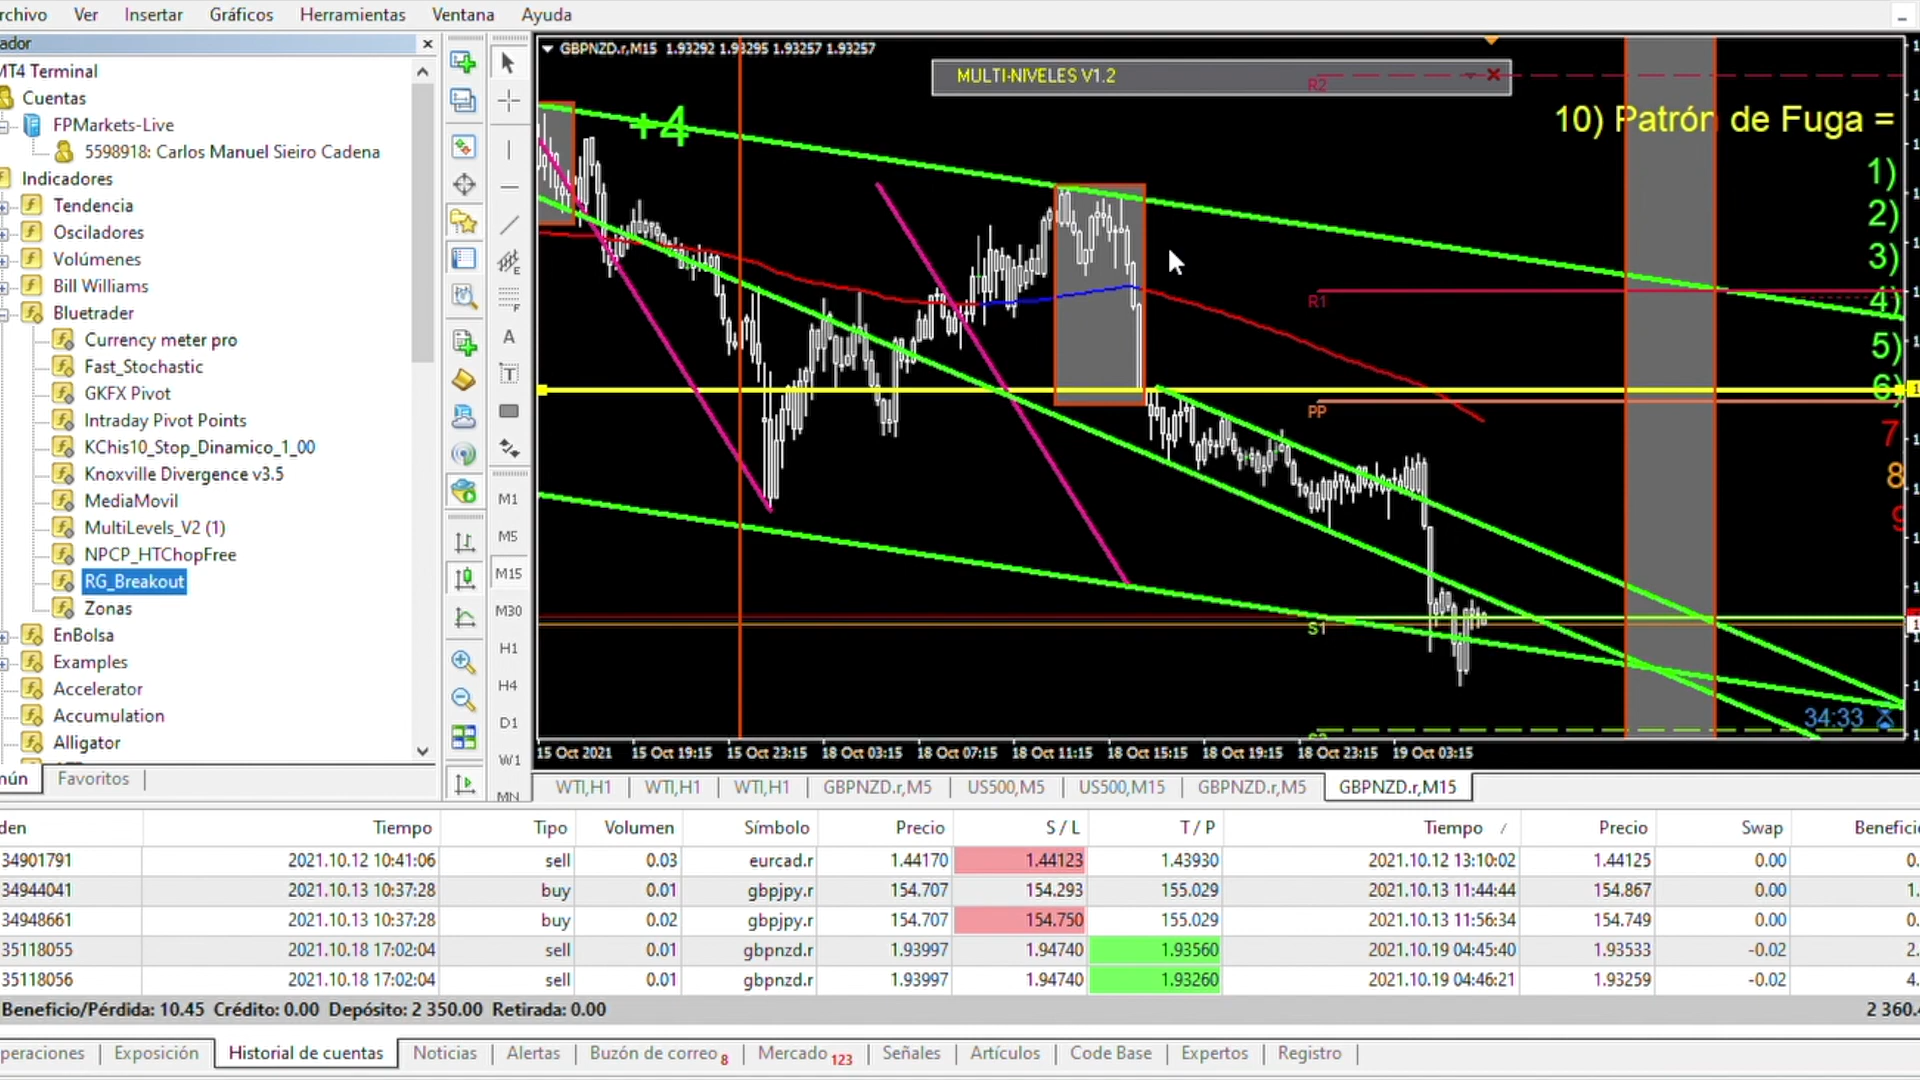 rchivo Ver Insertar Gráficos Herramientas Ventana Ayuda
ador
MT4 Terminal
Cuentas
FPMarkets-Live
5598918: Carlos Manuel Sieiro Cadena
Indicadores
Tendencia
Osciladores
Volúmenes
Bill Williams
Bluetrader
Currency meter pro
Fast_Stochastic
GKFX Pivot
Intraday Pivot Points
KChis10_Stop_Dinamico_1_00
Knoxville Divergence v3.5
MediaMovil
MultiLevels_V2 (1)
NPCP_HTChopFree
RG_Breakout
Zonas
EnBolsa
Examples
Accelerator
Accumulation
Alligator
mún Favoritos
M1
M5
M15
M30
H1
H4
D1
W1
MN
GBPNZD.r,M15 1.93292 1.93295 1.93257 1.93257
MULTI-NIVELES V1.2
R2
+4
10) Patrón de Fuga =
1)
2)
3)
R1
4)
5)
6)
PP
7
8
9
S1
34:33
15 Oct 2021 15 Oct 19:15 15 Oct 23:15 18 Oct 03:15 18 Oct 07:15 18 Oct 11:15 18 Oct 15:15 18 Oct 19:15 18 Oct 23:15 19 Oct 03:15
WTI,H1 WTI,H1 WTI,H1 GBPNZD.r,M5 US500,M5 US500,M15 GBPNZD.r,M5 GBPNZD.r,M15
den Tiempo Tipo Volumen Símbolo Precio S / L T / P Tiempo / Precio Swap Beneficio
34901791 2021.10.12 10:41:06 sell 0.03 eurcad.r 1.44170 1.44123 1.43930 2021.10.12 13:10:02 1.44125 0.00 0.
34944041 2021.10.13 10:37:28 buy 0.01 gbpjpy.r 154.707 154.293 155.029 2021.10.13 11:44:44 154.867 0.00 1.
34948661 2021.10.13 10:37:28 buy 0.02 gbpjpy.r 154.707 154.750 155.029 2021.10.13 11:56:34 154.749 0.00 0.
35118055 2021.10.18 17:02:04 sell 0.01 gbpnzd.r 1.93997 1.94740 1.93560 2021.10.19 04:45:40 1.93533 -0.02 2.
35118056 2021.10.18 17:02:04 sell 0.01 gbpnzd.r 1.93997 1.94740 1.93260 2021.10.19 04:46:21 1.93259 -0.02 4.
Beneficio/Pérdida: 10.45 Crédito: 0.00 Depósito: 2 350.00 Retirada: 0.00 2 360.4
peraciones Exposición Historial de cuentas Noticias Alertas Buzón de correo 8 Mercado 123 Señales Artículos Code Base Expertos Registro